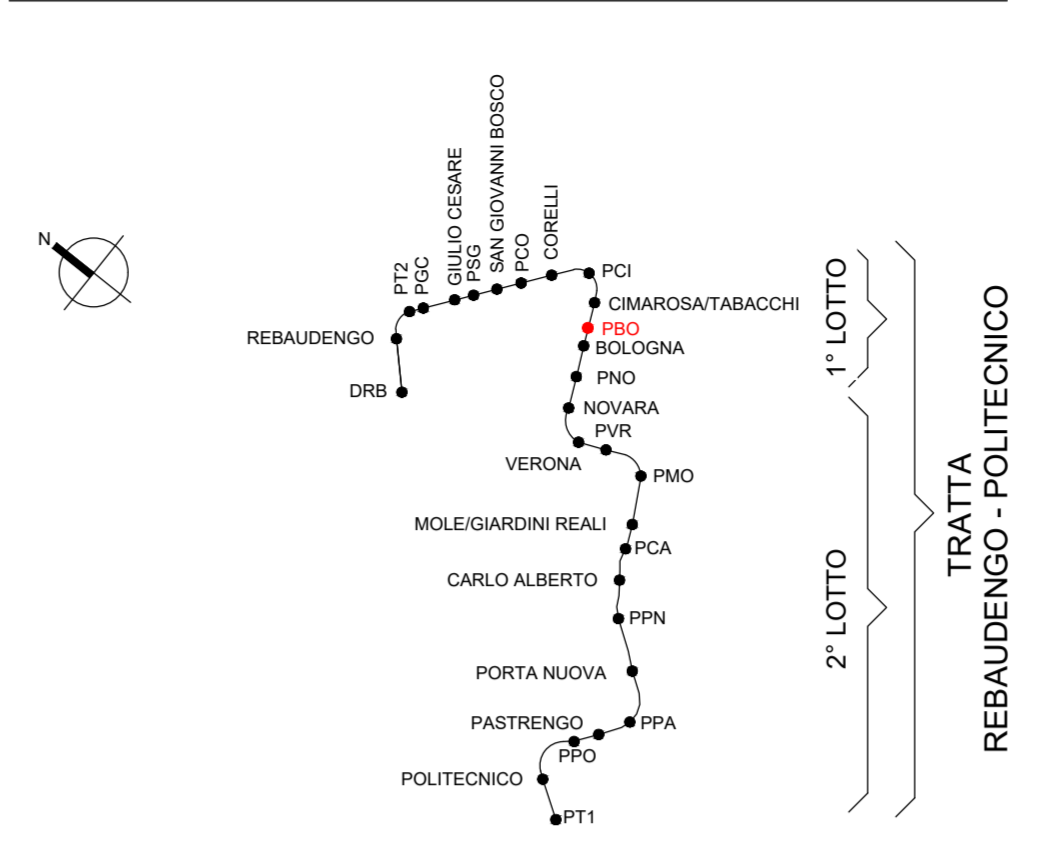 N
PT2
PGC
GIULIO CESARE
PSG
SAN GIOVANNI BOSCO
PCO
CORELLI
PCI
CIMAROSA/TABACCHI
PBO
BOLOGNA
PNO
NOVARA
PVR
VERONA
PMO
MOLE/GIARDINI REALI
PCA
CARLO ALBERTO
PPN
PORTA NUOVA
PPA
PASTRENGO
PPO
POLITECNICO
PT1
REBAUDENGO
DRB
1° LOTTO
2° LOTTO
TRATTA
REBAUDENGO - POLITECNICO